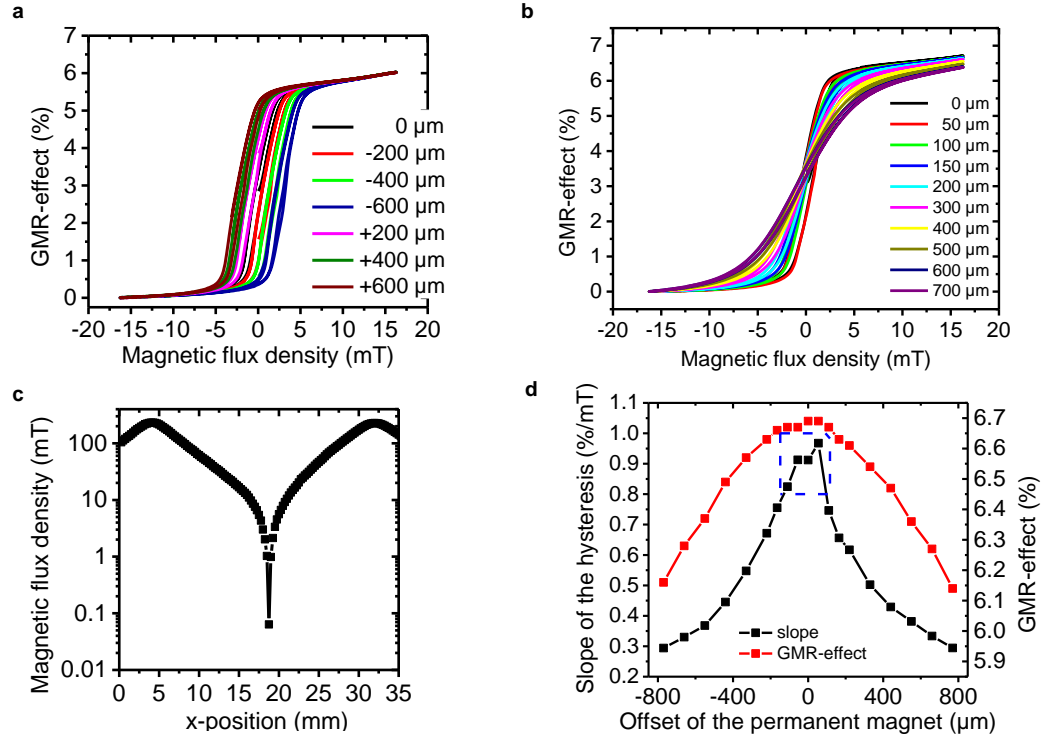 a
GMR-effect (%)
7
6
5
4
3
2
1
0
-20 -15 -10 -5 0 5 10 15 20
Magnetic flux density (mT)
0 µm
-200 µm
-400 µm
-600 µm
+200 µm
+400 µm
+600 µm
b
GMR-effect (%)
7
6
5
4
3
2
1
0
-20 -15 -10 -5 0 5 10 15 20
Magnetic flux density (mT)
0 µm
50 µm
100 µm
150 µm
200 µm
300 µm
400 µm
500 µm
600 µm
700 µm
c
Magnetic flux density (mT)
100
10
1
0.1
0.01
0 5 10 15 20 25 30 35
x-position (mm)
d
Slope of the hysteresis (%/mT)
1.1
1.0
0.9
0.8
0.7
0.6
0.5
0.4
0.3
0.2
-800 -400 0 400 800
Offset of the permanent magnet (µm)
slope
GMR-effect
6.7
6.6
6.5
6.4
6.3
6.2
6.1
6.0
5.9
GMR-effect (%)